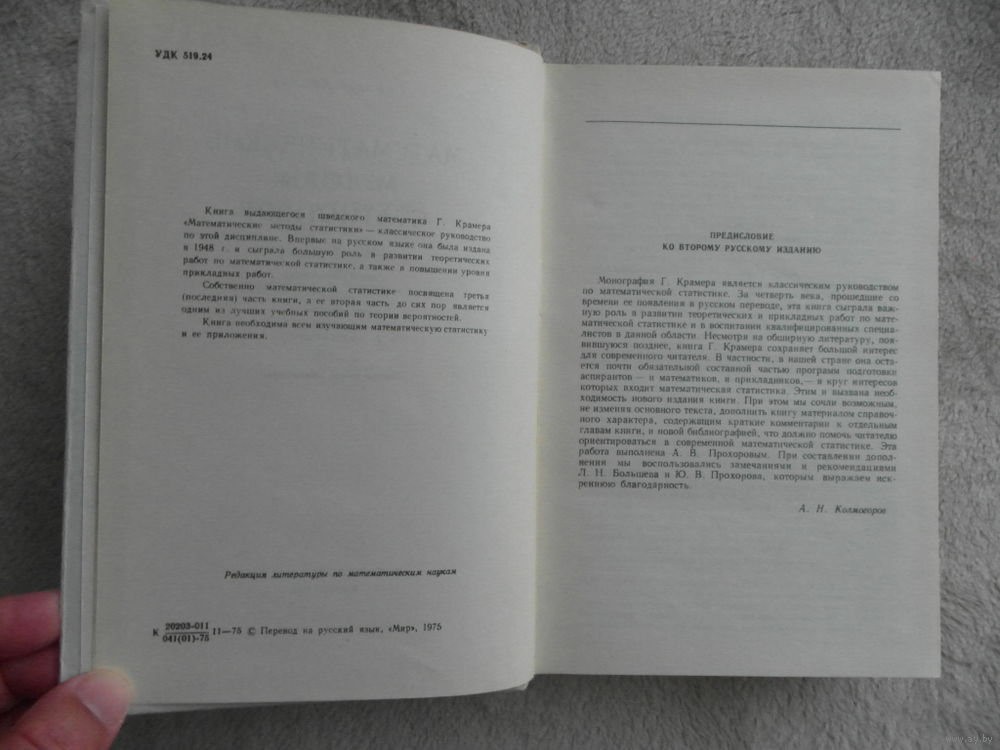 УДК 519.24
Книга выдающегося шведского математика Г. Крамера
«Математические методы статистики» — классическое руководство
по этой дисциплине. Впервые на русском языке она была издана
в 1948 г. и сыграла большую роль в развитии теоретических
работ по математической статистике, а также в повышении уровня
прикладных работ.
Собственно математической статистике посвящена третья
(последняя) часть книги, а ее вторая часть до сих пор является
одним из лучших учебных пособий по теории вероятностей.
Книга необходима всем изучающим математическую статистику
и ее приложения.
Редакция литературы по математическим наукам
К 20203-011
041(01)-75 11—75 © Перевод на русский язык, «Мир», 1975
ПРЕДИСЛОВИЕ
КО ВТОРОМУ РУССКОМУ ИЗДАНИЮ
Монография Г. Крамера является классическим руководством
по математической статистике. За четверть века, прошедшие со
времени ее появления в русском переводе, эта книга сыграла важ-
ную роль в развитии теоретических и прикладных работ по мате-
матической статистике и в воспитании квалифицированных специа-
листов в данной области. Несмотря на обширную литературу, поя-
вившуюся позднее, книга Г. Крамера сохраняет большой интерес
для современного читателя. В частности, в нашей стране она оста-
ется почти обязательной составной частью программ подготовки
аспирантов — и математиков, и прикладников,— в круг интересов
которых входит математическая статистика. Этим и вызвана необ-
ходимость нового издания книги. При этом мы сочли возможным,
не изменяя основного текста, дополнить книгу материалом справоч-
ного характера, содержащим краткие комментарии к отдельным
главам книги, и новой библиографией, что должно помочь читателю
ориентироваться в современной математической статистике. Эта
работа выполнена А. В. Прохоровым. При составлении допол-
нения мы воспользовались замечаниями и рекомендациями
Л. Н. Большева и Ю. В. Прохорова, которым выражаем иск-
реннюю благодарность.
А. Н. Колмогоров
www.ay.by